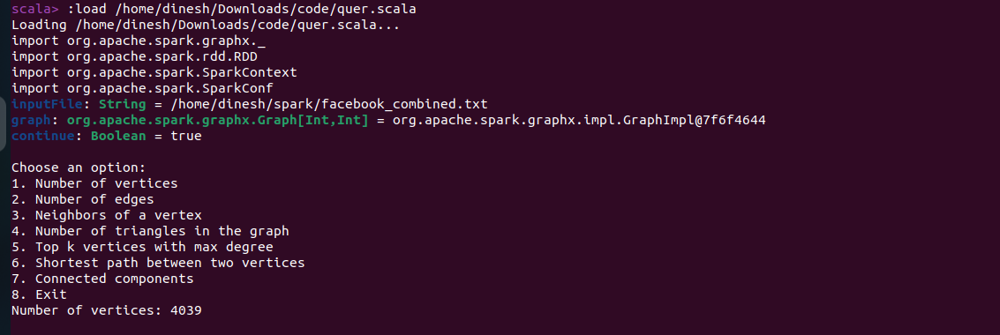 scala> :load /home/dinesh/Downloads/code/quer.scala
Loading /home/dinesh/Downloads/code/quer.scala...
import org.apache.spark.graphx._
import org.apache.spark.rdd.RDD
import org.apache.spark.SparkContext
import org.apache.spark.SparkConf
inputFile: String = /home/dinesh/spark/facebook_combined.txt
graph: org.apache.spark.graphx.Graph[Int,Int] = org.apache.spark.graphx.impl.GraphImpl@7f6f4644
continue: Boolean = true
Choose an option:
1. Number of vertices
2. Number of edges
3. Neighbors of a vertex
4. Number of triangles in the graph
5. Top k vertices with max degree
6. Shortest path between two vertices
7. Connected components
8. Exit
Number of vertices: 4039